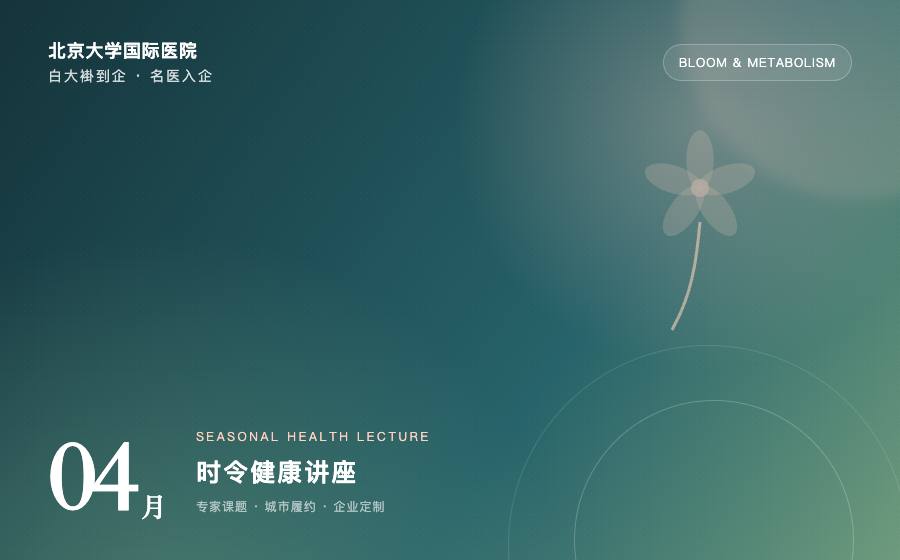 北京大学国际医院
白大褂到企 · 名医入企
BLOOM & METABOLISM
04月
SEASONAL HEALTH LECTURE
时令健康讲座
专家课题 · 城市履约 · 企业定制